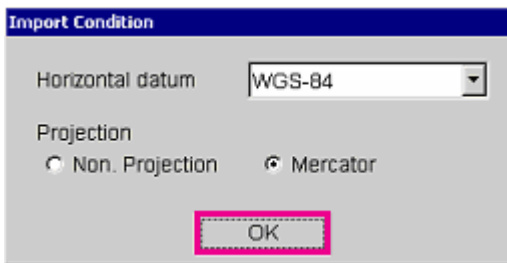 Import Condition
Horizontal datum WGS-84
Projection
Non. Projection Mercator
OK